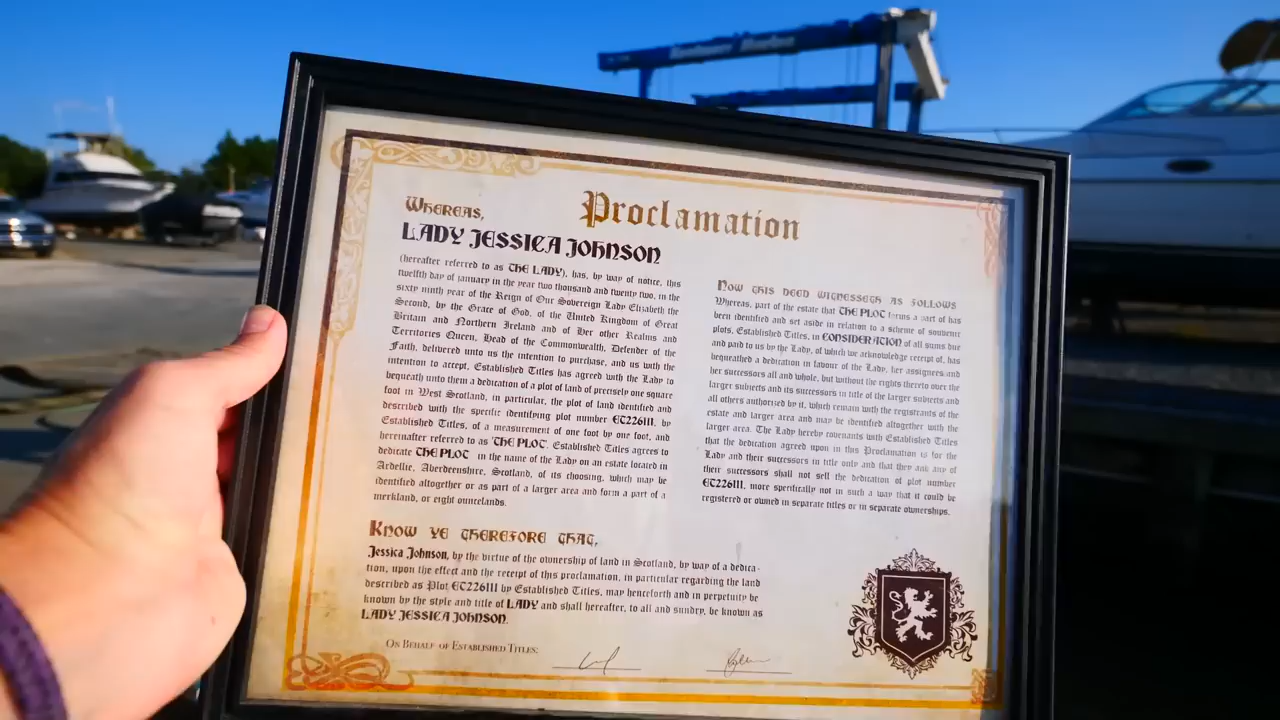 Proclamation
WHEREAS,
LADY JESSICA JOHNSON
(hereafter referred to as THE LADY), has, by way of notice, this
twelfth day of january in the year two thousand and twenty two, in the
sixty ninth year of the Reign of Our Sovereign Lady Elizabeth the
Second, by the Grace of God, of the United Kingdom of Great
Britain and Northern Ireland and of Her other Realms and
Territories Queen, Head of the Commonwealth, Defender of the
Faith, delivered unto us the intention to purchase, and us with the
intention to accept, Established Titles has agreed with the Lady to
bequeath unto them a dedication of a plot of land of precisely one square
foot in West Scotland, in particular, the plot of land identified and
described with the specific identifying plot number EC226111, by
Established Titles, of a measurement of one foot by one foot, and
hereinafter referred to as 'THE PLOT'. Established Titles agrees to
dedicate THE PLOT in the name of the Lady on an estate located in
Ardellie, Aberdeenshire, Scotland, of its choosing, which may be
identified altogether or as part of a larger area and form a part of a
merkland, or eight ouncelands.
NOW THIS DEED WITNESSETH AS FOLLOWS
Whereas, part of the estate that THE PLOT forms a part of has
been identified and set aside in relation to a scheme of souvenir
plots, Established Titles, in CONSIDERATION of all sums due
and paid to us by the Lady, of which we acknowledge receipt of, has
bequeathed a dedication in favour of the Lady, her assignees and
her successors all and whole, but without the rights thereto over the
larger subjects and its successors in title of the larger subjects and
all others authorized by it, which remain with the registrants of the
estate and larger area and may be identified altogether with the
larger area. The Lady hereby covenants with Established Titles
that the dedication agreed upon in this Proclamation is for the
Lady and their successors in title only and that they and any of
their successors shall not sell the dedication of plot number
EC226111, more specifically not in such a way that it could be
registered or owned in separate titles or in separate ownerships.
KNOW YE THEREFORE THAT,
Jessica Johnson, by the virtue of the ownership of land in Scotland, by way of a dedica-
tion, upon the effect and the receipt of this proclamation, in particular regarding the land
described as Plot EC226111 by Established Titles, may henceforth and in perpetuity be
known by the style and title of LADY and shall hereafter, to all and sundry, be known as
LADY JESSICA JOHNSON.
ON BEHALF OF ESTABLISHED TITLES: